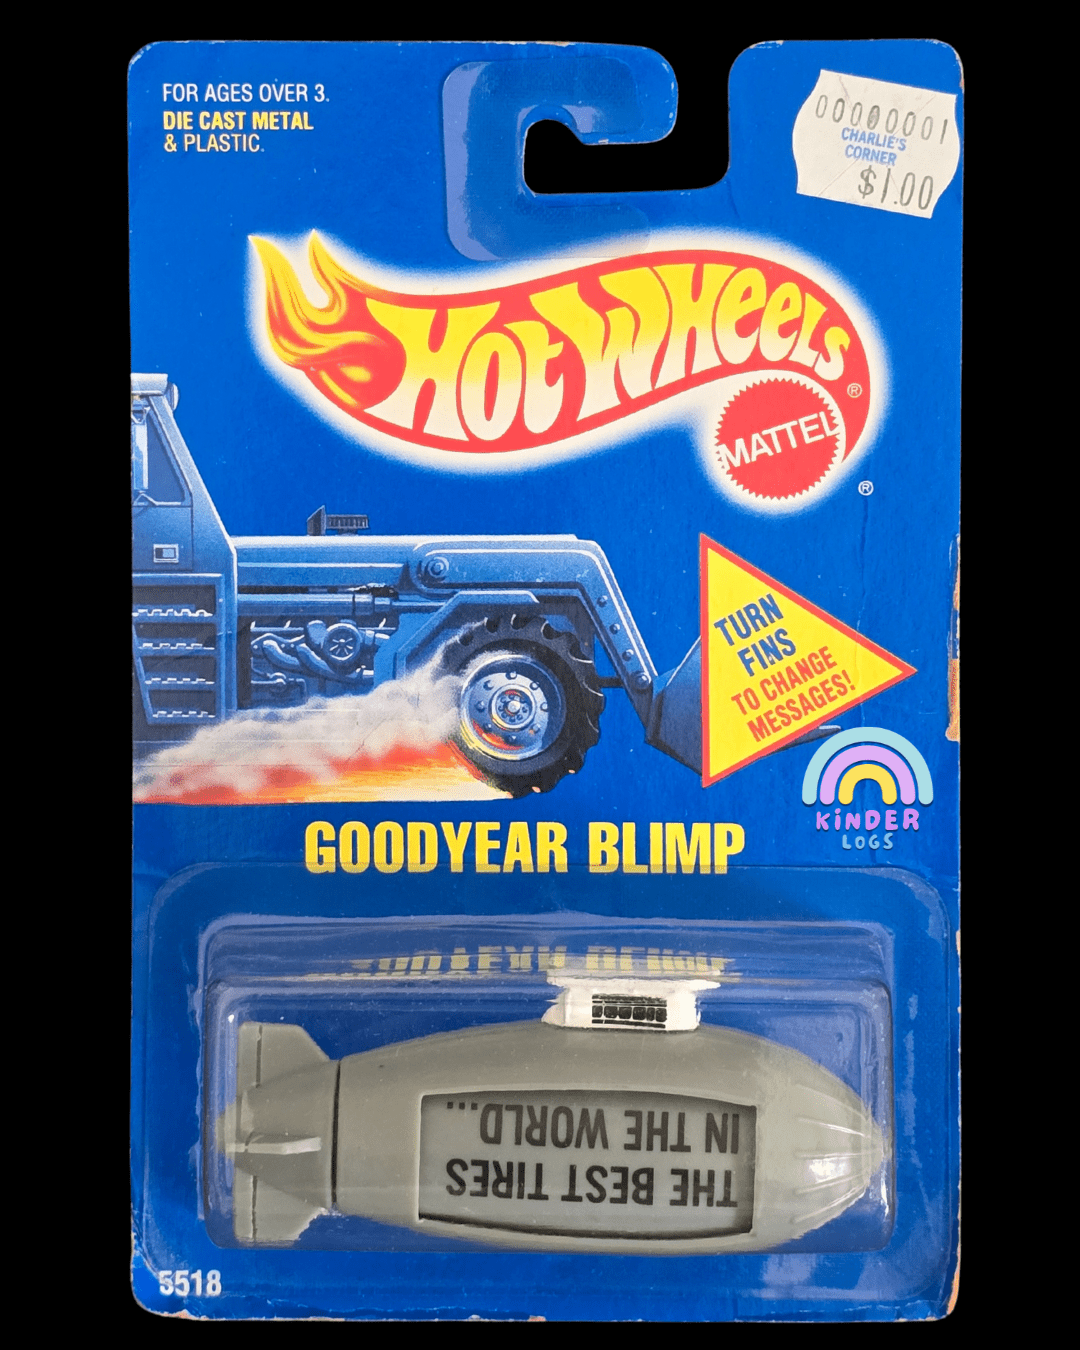 FOR AGES OVER 3.
DIE CAST METAL
& PLASTIC.
00000001
CHARLIE'S
CORNER
$1.00
HOT WHEELS®
MATTEL
®
TURN
FINS
TO CHANGE
MESSAGES!
KiNDER
LOGS
GOODYEAR BLIMP
THE BEST TIRES
IN THE WORLD...
5518